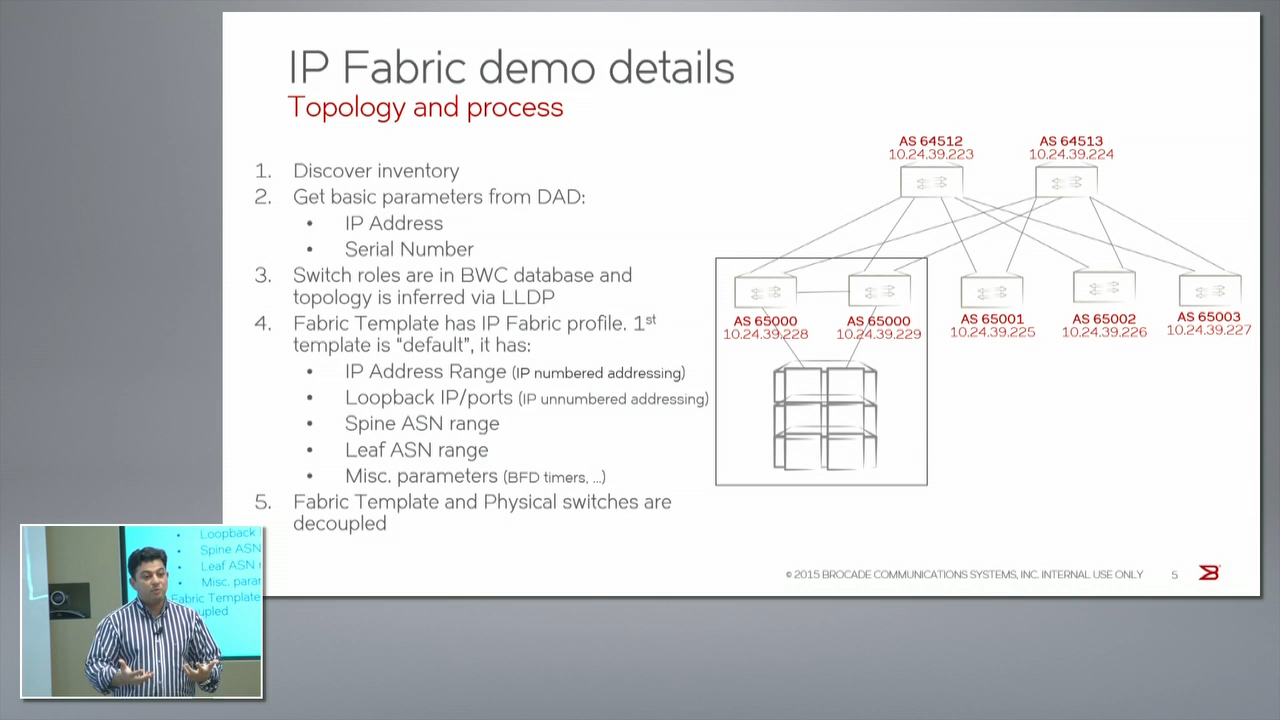 IP Fabric demo details
Topology and process
1. Discover inventory
2. Get basic parameters from DAD:
• IP Address
• Serial Number
3. Switch roles are in BWC database and
topology is inferred via LLDP
4. Fabric Template has IP Fabric profile. 1st
template is “default”, it has:
• IP Address Range (IP numbered addressing)
• Loopback IP/ports (IP unnumbered addressing)
• Spine ASN range
• Leaf ASN range
• Misc. parameters (BFD timers, ...)
5. Fabric Template and Physical switches are
decoupled
AS 64512
10.24.39.223
AS 64513
10.24.39.224
AS 65000
10.24.39.228
AS 65000
10.24.39.229
AS 65001
10.24.39.225
AS 65002
10.24.39.226
AS 65003
10.24.39.227
© 2015 BROCADE COMMUNICATIONS SYSTEMS, INC. INTERNAL USE ONLY
5
• Loopback
• Spine ASN
• Leaf ASN
• Misc. para
Fabric Template